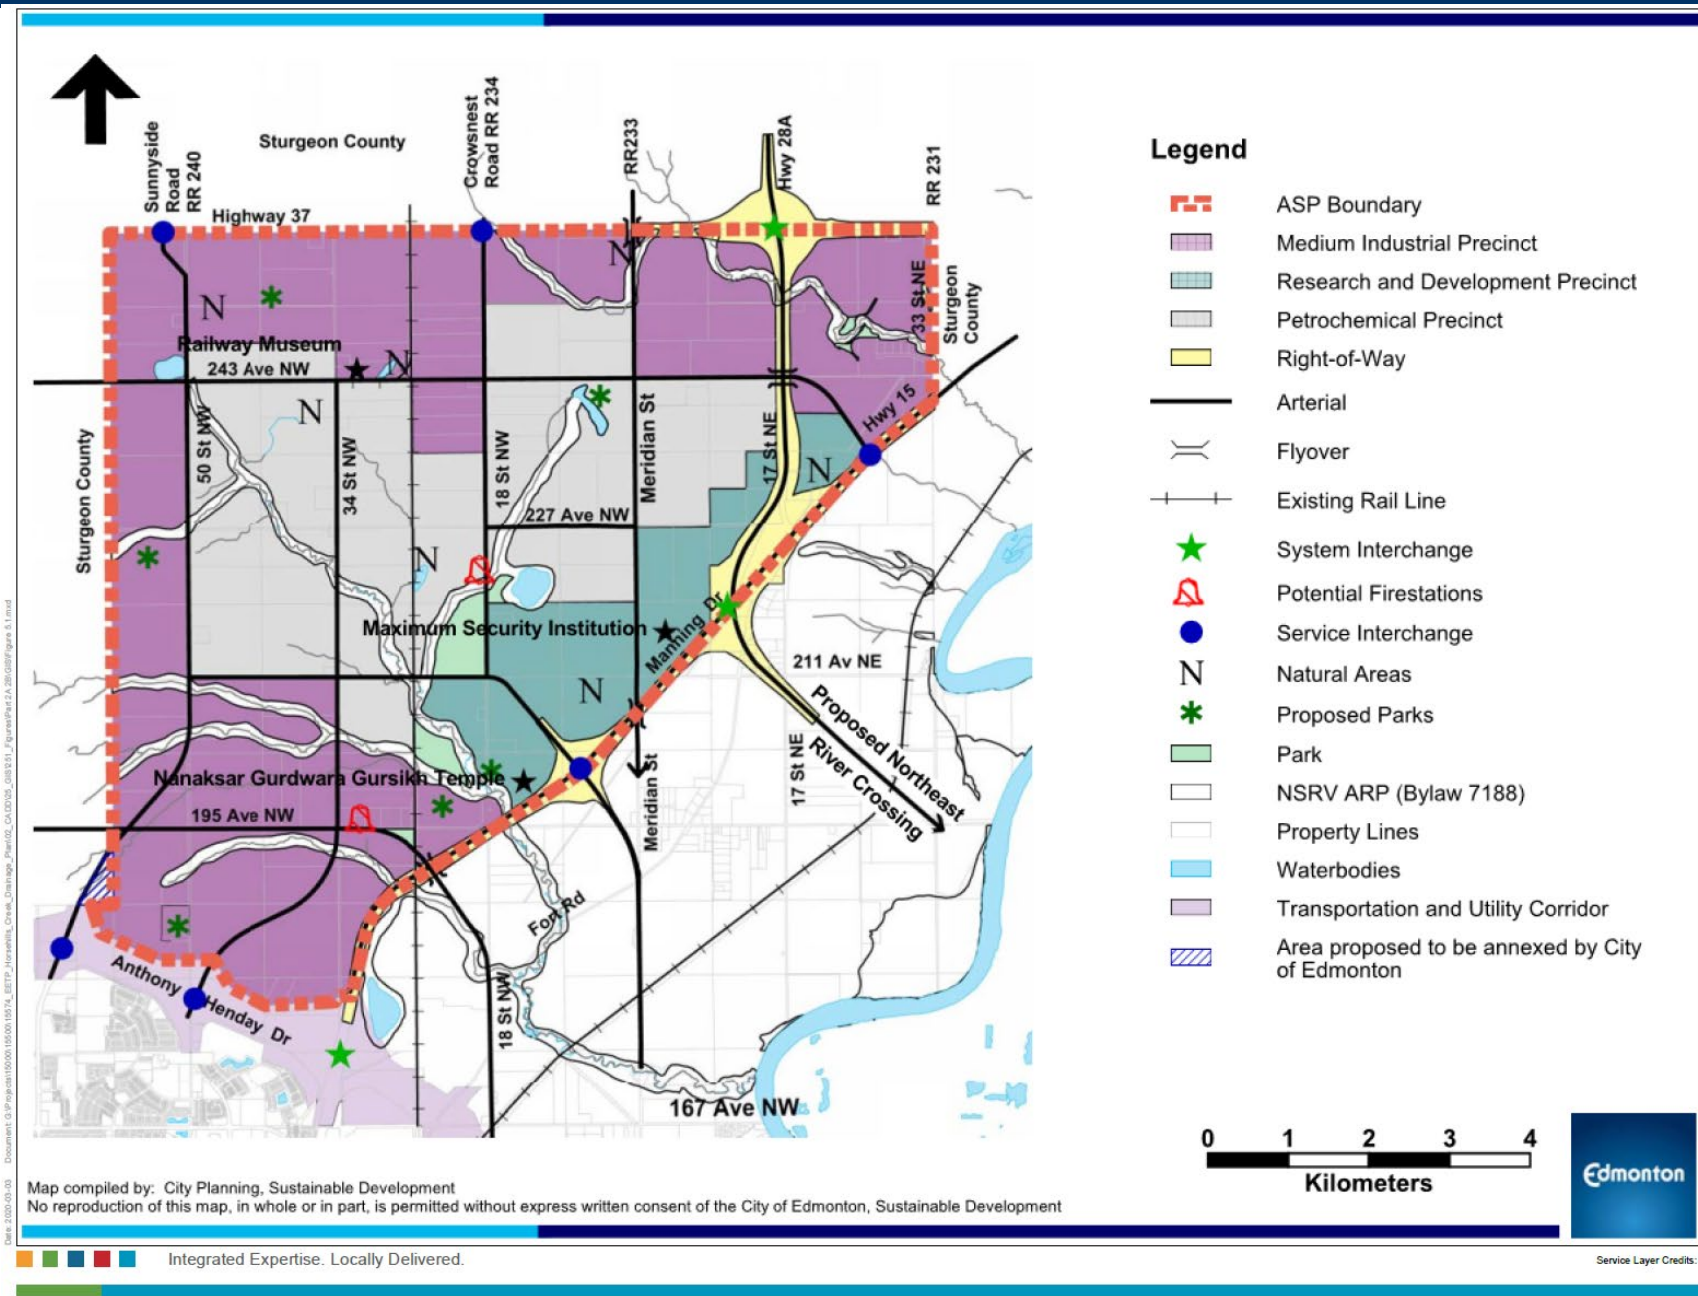 Sturgeon County
Sunnyside
Road
RR 240
Crowsnest
Road RR 234
RR233
Hwy 28A
RR 231
Highway 37
N
N
Railway Museum
N
243 Ave NW
33 St NE
Sturgeon
County
Hwy 15
N
Sturgeon County
50 St NW
34 St NW
18 St NW
Meridian St
17 St NE
N
227 Ave NW
N
Maximum Security Institution
Manning Dr
N
211 Av NE
Proposed Northeast
River Crossing
17 St NE
Meridian St
Nanaksar Gurdwara Gursikh Temple
195 Ave NW
Fort Rd
Anthony
Henday Dr
18 St NW
167 Ave NW
Legend
ASP Boundary
Medium Industrial Precinct
Research and Development Precinct
Petrochemical Precinct
Right-of-Way
Arterial
Flyover
Existing Rail Line
System Interchange
Potential Firestations
Service Interchange
N Natural Areas
Proposed Parks
Park
NSRV ARP (Bylaw 7188)
Property Lines
Waterbodies
Transportation and Utility Corridor
Area proposed to be annexed by City
of Edmonton
0 1 2 3 4
Kilometers
Edmonton
Map compiled by: City Planning, Sustainable Development
No reproduction of this map, in whole or in part, is permitted without express written consent of the City of Edmonton, Sustainable Development
Integrated Expertise. Locally Delivered.
Service Layer Credits: